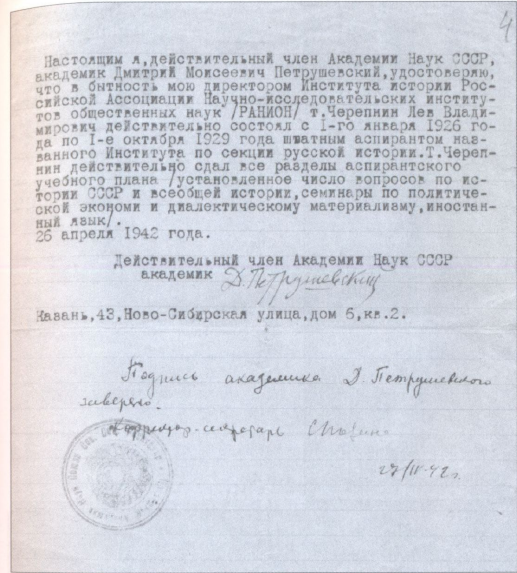 4
Настоящим я,действительный член Академии Наук СССР,
академик Дмитрий Моисеевич Петрушевский,удостоверяю,
что в бытность мою директором Института истории Рос-
сийской Ассоциации Научно-исследовательских институ-
тов общественных наук /РАНИОН/ т.Черепнин Лев Влади-
мирович действительно состоял с I-го января 1926 го-
да по I-е октября 1929 года штатным аспирантом наз-
ванного Института по секции русской истории.Т.Череп-
нин действительно сдал все разделы аспирантского
учебного плана /установленное число вопросов по ис-
тории СССР и всеобщей истории,семинары по политиче-
ской экономи и диалектическому материализму,иностан-
ный язык/.
26 апреля 1942 года.
Действительный член Академии Наук СССР
академик Д.Петрушевский
Казань,43,Ново-Сибирская улица,дом 6,кв.2.
Подпись академика Д. Петрушевского
заверяю.
секретарь
27/IV-42г.